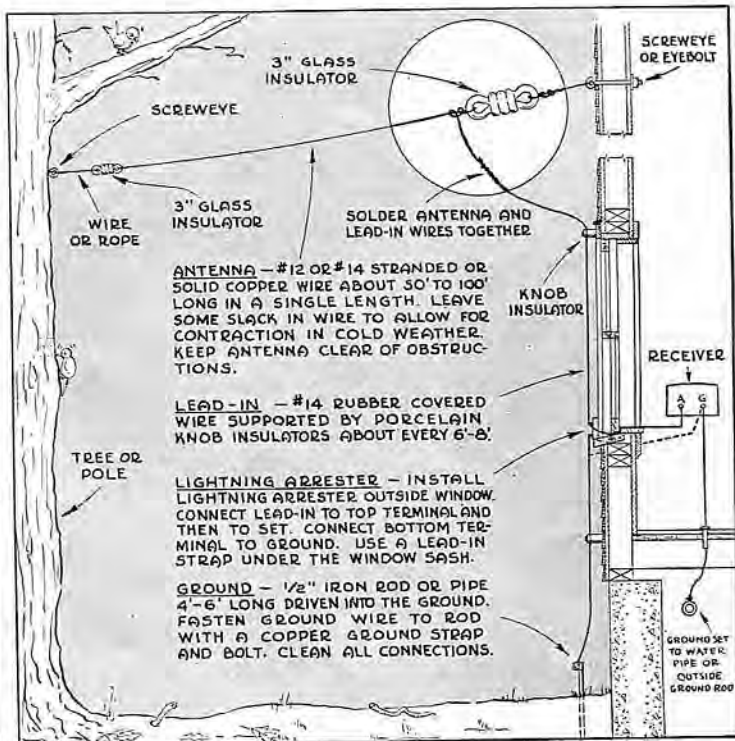 3" GLASS
INSULATOR
SCREWEYE
OR EYEBOLT
SCREWEYE
WIRE
OR ROPE
3" GLASS
INSULATOR
SOLDER ANTENNA AND
LEAD-IN WIRES TOGETHER
KNOB
INSULATOR
ANTENNA — #12 OR #14 STRANDED OR
SOLID COPPER WIRE ABOUT 50' TO 100'
LONG IN A SINGLE LENGTH. LEAVE
SOME SLACK IN WIRE TO ALLOW FOR
CONTRACTION IN COLD WEATHER.
KEEP ANTENNA CLEAR OF OBSTRUC-
TIONS.
RECEIVER
A G
LEAD-IN — #14 RUBBER COVERED
WIRE SUPPORTED BY PORCELAIN
KNOB INSULATORS ABOUT EVERY 6'-8'.
TREE OR
POLE
LIGHTNING ARRESTER — INSTALL
LIGHTNING ARRESTER OUTSIDE WINDOW.
CONNECT LEAD-IN TO TOP TERMINAL AND
THEN TO SET. CONNECT BOTTOM TER-
MINAL TO GROUND. USE A LEAD-IN
STRAP UNDER THE WINDOW SASH.
GROUND — 1/2" IRON ROD OR PIPE
4'-6' LONG DRIVEN INTO THE GROUND.
FASTEN GROUND WIRE TO ROD
WITH A COPPER GROUND STRAP
AND BOLT. CLEAN ALL CONNECTIONS.
GROUND SET
TO WATER
PIPE OR
OUTSIDE
GROUND ROD